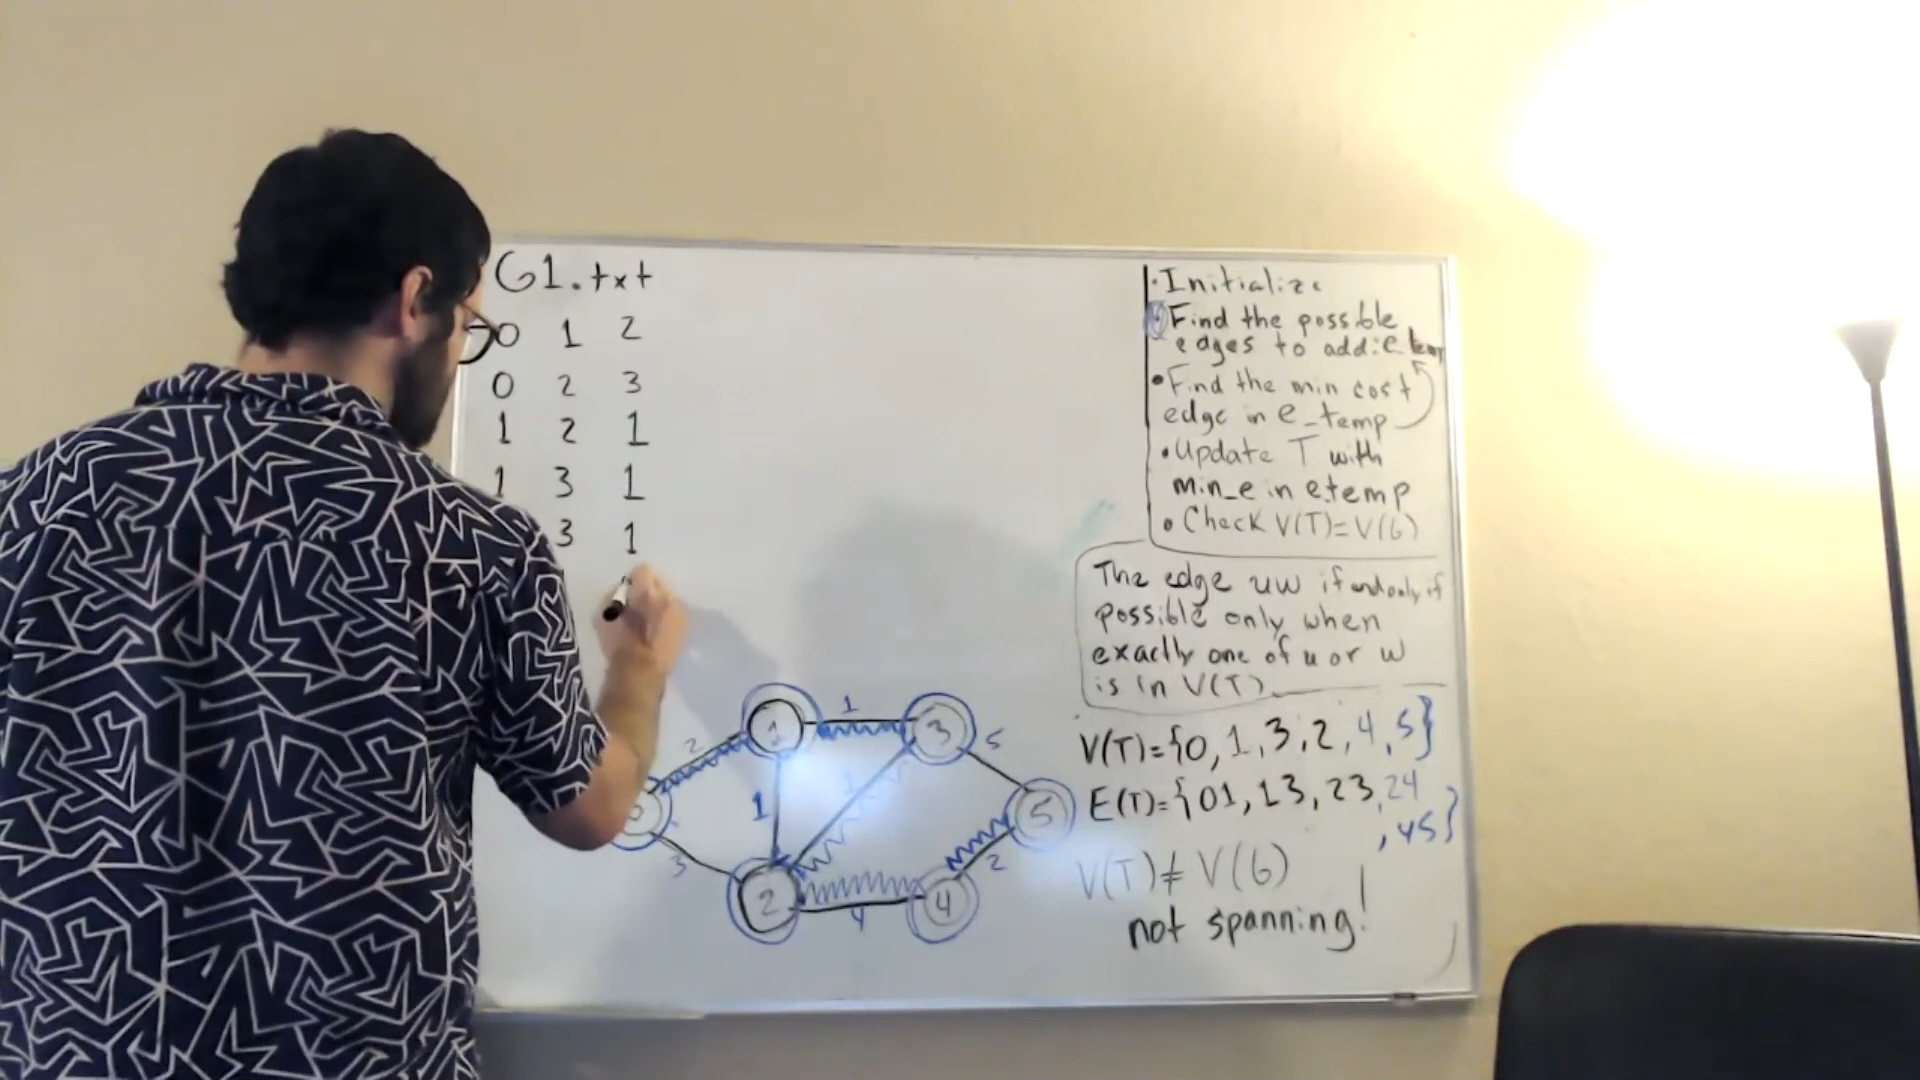 G1.txt
0 1 2
0 2 3
1 2 1
1 3 1
3 1
·Initialize
·Find the possible
edges to add: e_temp
•Find the min cost
edge in e_temp
•Update T with
min_e in e_temp
•Check V(T)=V(G)
The edge uw if and only if
possible only when
exactly one of u or w
is in V(T).
V(T)={0,1,3,2,4,5}
E(T)={01,13,23,24
,45}
V(T)≠V(G)
not spanning!
1
1
3
5
2
1
1
5
3
2
4
4
2